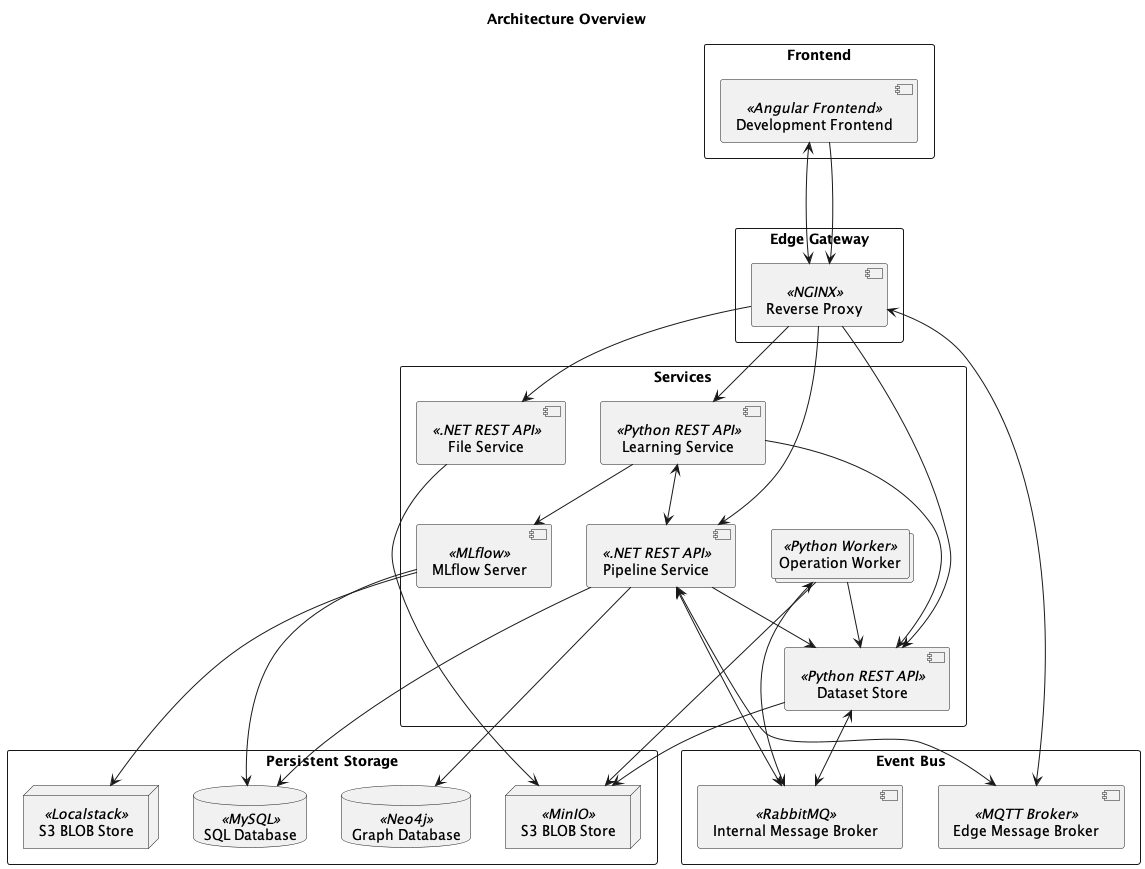 Architecture Overview
Frontend
«Angular Frontend»
Development Frontend
Edge Gateway
«NGINX»
Reverse Proxy
Services
«.NET REST API»
File Service
«Python REST API»
Learning Service
«MLflow»
MLflow Server
«.NET REST API»
Pipeline Service
«Python Worker»
Operation Worker
«Python REST API»
Dataset Store
Persistent Storage
«Localstack»
S3 BLOB Store
«MySQL»
SQL Database
«Neo4j»
Graph Database
«MinIO»
S3 BLOB Store
Event Bus
«RabbitMQ»
Internal Message Broker
«MQTT Broker»
Edge Message Broker